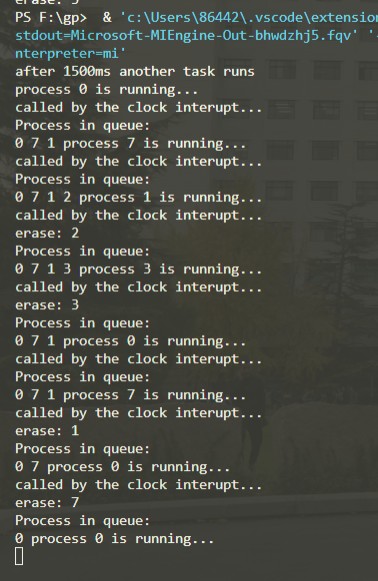 erase: 5
PS F:\gp>  & 'c:\Users\86442\.vscode\extension
stdout=Microsoft-MIEngine-Out-bhwdzhj5.fqv' '-
nterpreter=mi'
after 1500ms another task runs
process 0 is running...
called by the clock interupt...
Process in queue:
0 7 1 process 7 is running...
called by the clock interupt...
Process in queue:
0 7 1 2 process 1 is running...
called by the clock interupt...
erase: 2
Process in queue:
0 7 1 3 process 3 is running...
called by the clock interupt...
erase: 3
Process in queue:
0 7 1 process 0 is running...
called by the clock interupt...
Process in queue:
0 7 1 process 7 is running...
called by the clock interupt...
erase: 1
Process in queue:
0 7 process 0 is running...
called by the clock interupt...
erase: 7
Process in queue:
0 process 0 is running...